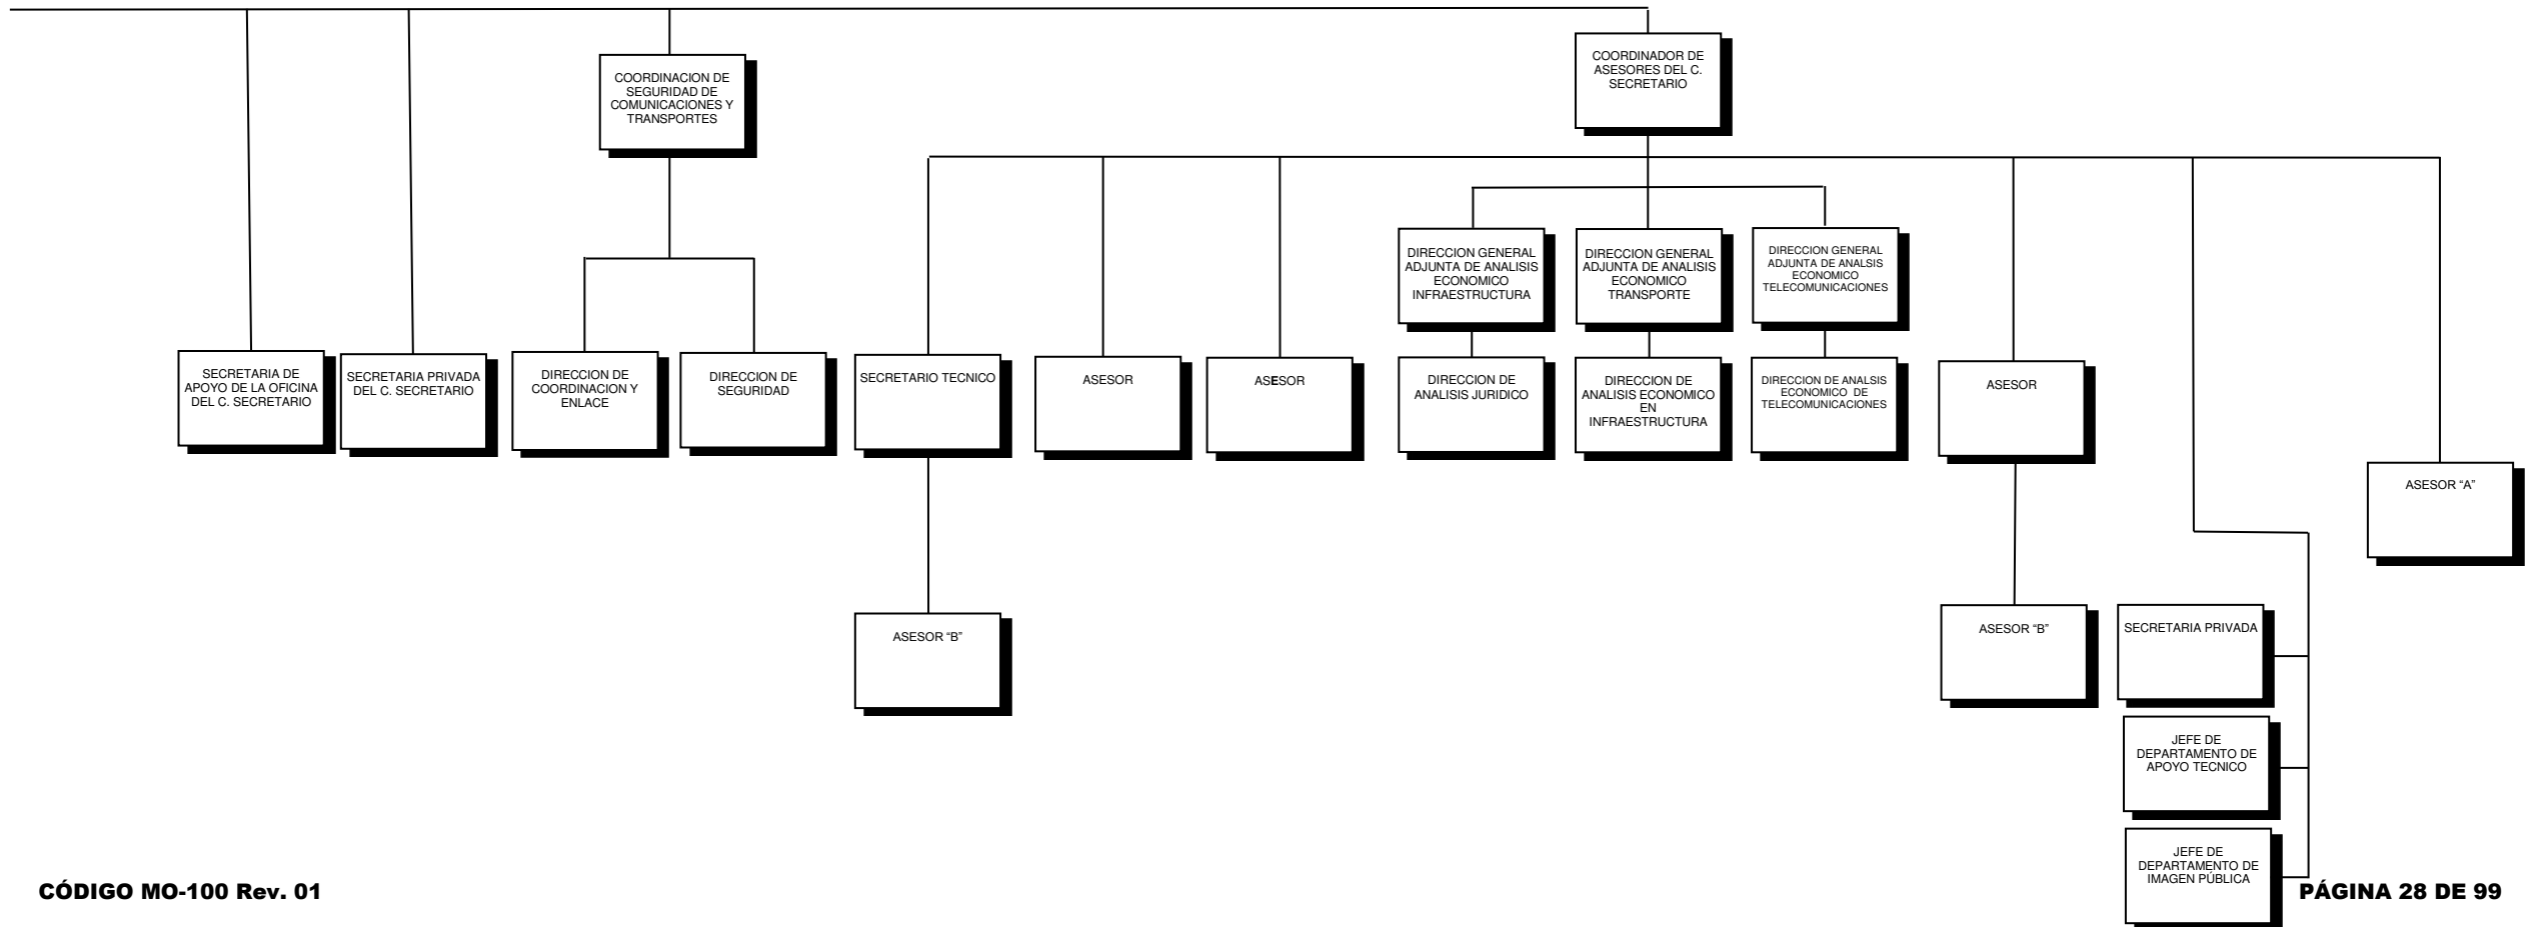 COORDINACION DE
SEGURIDAD DE
COMUNICACIONES Y
TRANSPORTES
COORDINADOR DE
ASESORES DEL C.
SECRETARIO
DIRECCION GENERAL
ADJUNTA DE ANALISIS
ECONOMICO
INFRAESTRUCTURA
DIRECCION GENERAL
ADJUNTA DE ANALISIS
ECONOMICO
TRANSPORTE
DIRECCION GENERAL
ADJUNTA DE ANALSIS
ECONOMICO
TELECOMUNICACIONES
SECRETARIA DE
APOYO DE LA OFICINA
DEL C. SECRETARIO
SECRETARIA PRIVADA
DEL C. SECRETARIO
DIRECCION DE
COORDINACION Y
ENLACE
DIRECCION DE
SEGURIDAD
SECRETARIO TECNICO
ASESOR
ASESOR
DIRECCION DE
ANALISIS JURIDICO
DIRECCION DE
ANALISIS ECONOMICO
EN
INFRAESTRUCTURA
DIRECCION DE ANALSIS
ECONOMICO DE
TELECOMUNICACIONES
ASESOR
ASESOR “A”
ASESOR “B”
ASESOR “B”
SECRETARIA PRIVADA
JEFE DE
DEPARTAMENTO DE
APOYO TECNICO
JEFE DE
DEPARTAMENTO DE
IMAGEN PÚBLICA
CÓDIGO MO-100 Rev. 01
PÁGINA 28 DE 99